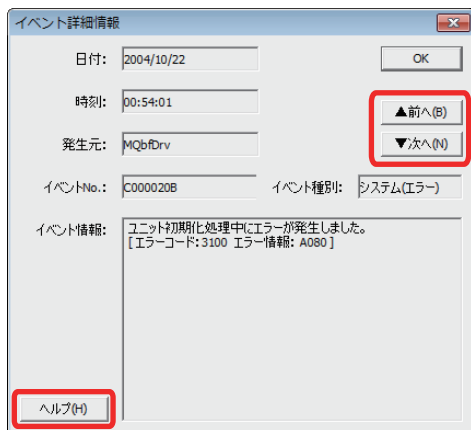 イベント詳細情報
日付: 2004/10/22
OK
時刻: 00:54:01
▲前へ(B)
発生元: MQbfDrv
▼次へ(N)
イベントNo.: C000020B イベント種別: システム(エラー)
イベント情報: ユニット初期化処理中にエラーが発生しました。
[エラーコード:3100 エラー情報: A080]
ヘルプ(H)